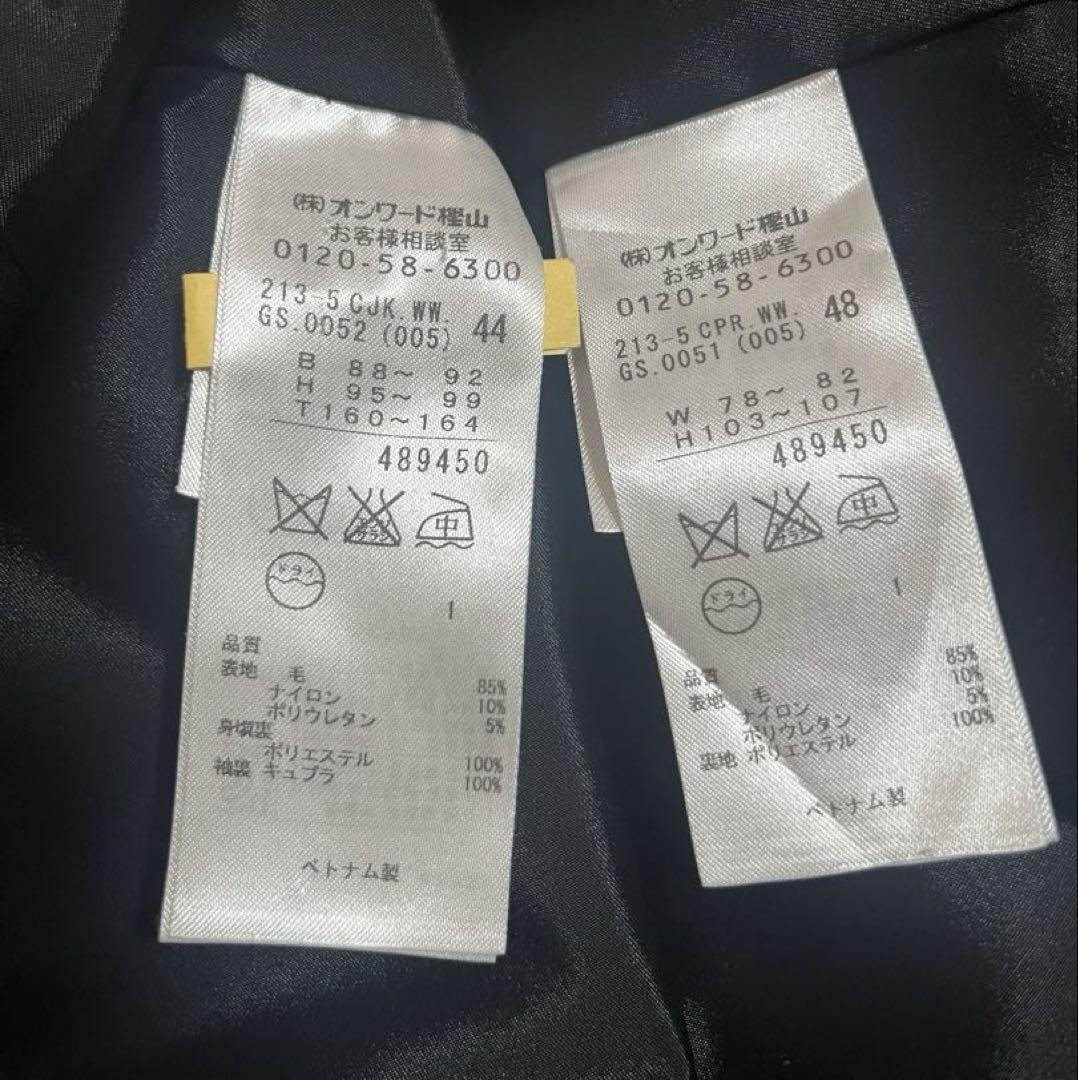 (株)オンワード樫山
お客様相談室
0120-58-6300
213-5 CJK.WW.
GS.0052 (005) 44
B 88～ 92
H 95～ 99
T160～164
489450
中
ドライ
1
品質
表地 毛 85%
ナイロン 10%
ポリウレタン 5%
身頃裏
ポリエステル 100%
袖裏 キュプラ 100%
ベトナム製
(株)オンワード樫山
お客様相談室
0120-58-6300
213-5 CPR.WW. 48
GS.0051 (005)
W 78～ 82
H103～107
489450
中
ドライ
1
品質
表地 毛 85%
ナイロン 10%
ポリウレタン 5%
裏地 ポリエステル 100%
ベトナム製